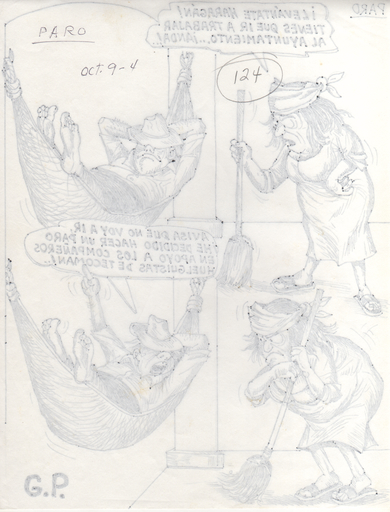 PARO
PARO
oct. 9-4
124
¡LEVÁNTATE HARAGÁN!
TIENES QUE IR A TRABAJAR
AL AYUNTAMIENTO... ¡ANDA!
AVISA QUE NO VOY A IR,
HE DECIDIDO HACER UN PARO
EN APOYO A LOS COMPAÑEROS
HUELGUISTAS DE TECOMAN!...
G.P.